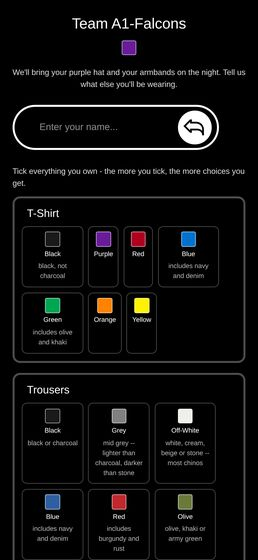 Team A1-Falcons
We'll bring your purple hat and your armbands on the night. Tell us
what else you'll be wearing.
Enter your name...
Tick everything you own - the more you tick, the more choices you
get.
T-Shirt
Black
black, not
charcoal
Purple
Red
Blue
includes navy
and denim
Green
includes olive
and khaki
Orange
Yellow
Trousers
Black
black or charcoal
Grey
mid grey --
lighter than
charcoal, darker
than stone
Off-White
white, cream,
beige or stone --
most chinos
Blue
includes navy
and denim
Red
includes
burgundy and
rust
Olive
olive, khaki or
army green